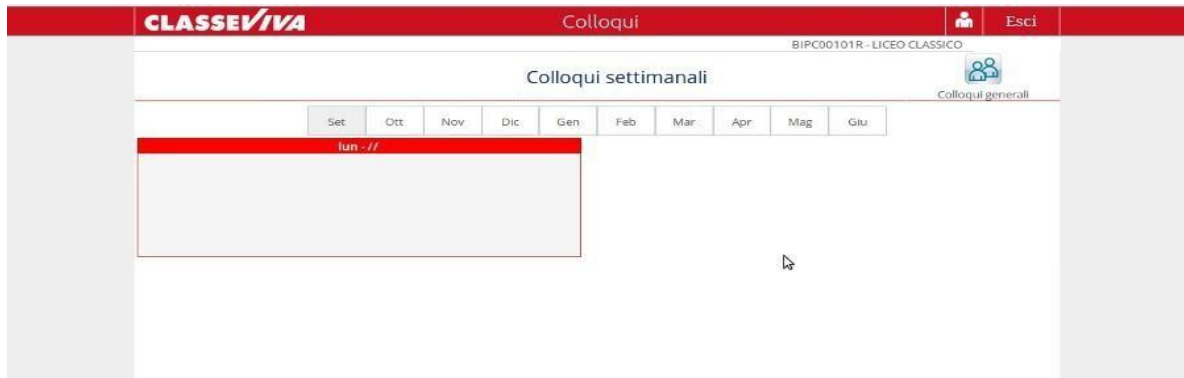 CLASSEVIVA Colloqui Esci
BIPC00101R - LICEO CLASSICO
Colloqui settimanali
Colloqui generali
Set Ott Nov Dic Gen Feb Mar Apr Mag Giu
lun - //